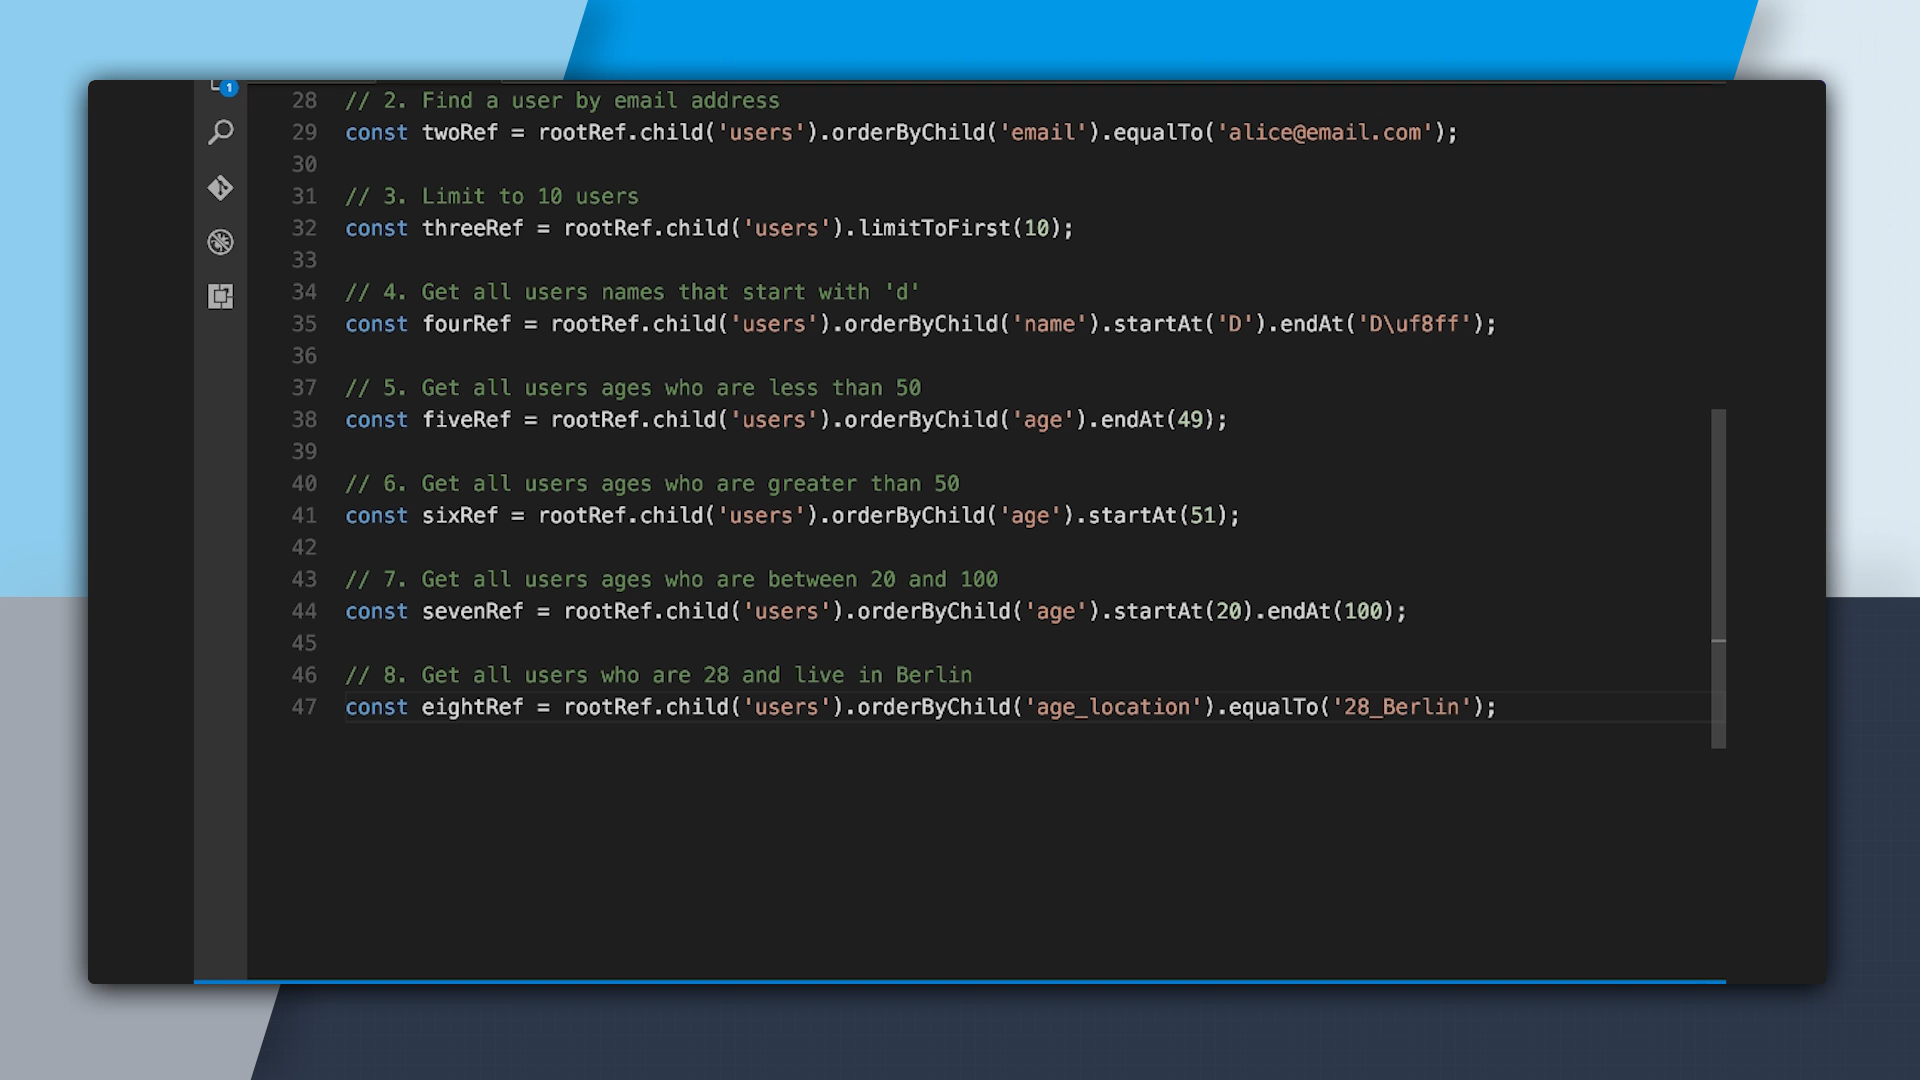 1
28 // 2. Find a user by email address
29 const twoRef = rootRef.child('users').orderByChild('email').equalTo('alice@email.com');
30
31 // 3. Limit to 10 users
32 const threeRef = rootRef.child('users').limitToFirst(10);
33
34 // 4. Get all users names that start with 'd'
35 const fourRef = rootRef.child('users').orderByChild('name').startAt('D').endAt('D\uf8ff');
36
37 // 5. Get all users ages who are less than 50
38 const fiveRef = rootRef.child('users').orderByChild('age').endAt(49);
39
40 // 6. Get all users ages who are greater than 50
41 const sixRef = rootRef.child('users').orderByChild('age').startAt(51);
42
43 // 7. Get all users ages who are between 20 and 100
44 const sevenRef = rootRef.child('users').orderByChild('age').startAt(20).endAt(100);
45
46 // 8. Get all users who are 28 and live in Berlin
47 const eightRef = rootRef.child('users').orderByChild('age_location').equalTo('28_Berlin');